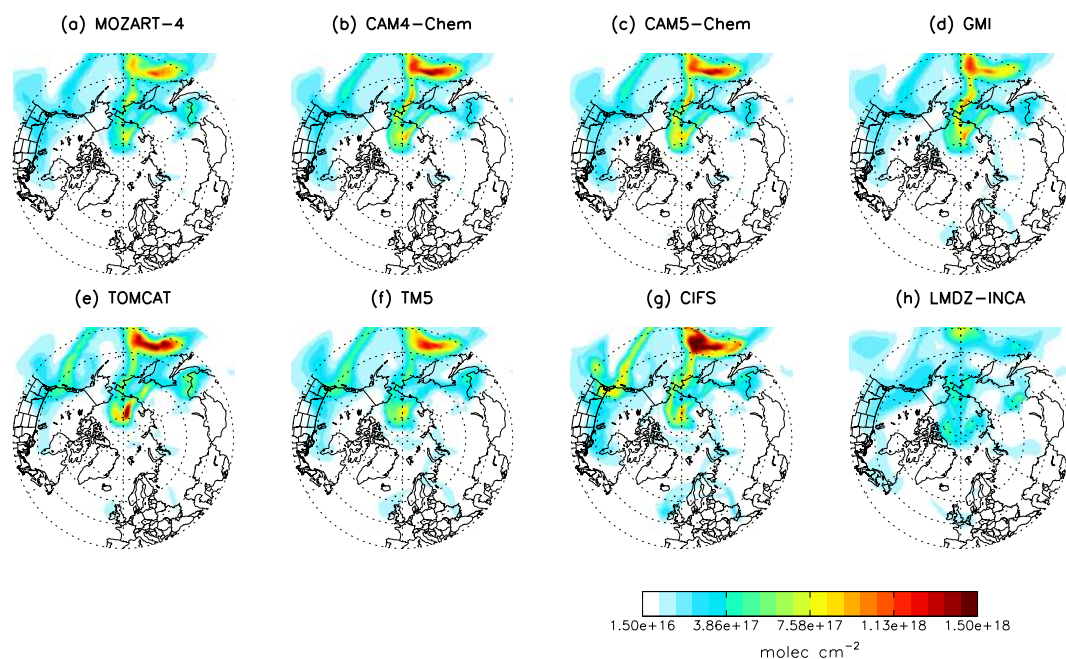 (a) MOZART-4
(b) CAM4-Chem
(c) CAM5-Chem
(d) GMI
(e) TOMCAT
(f) TM5
(g) CIFS
(h) LMDZ-INCA
1.50e+16 3.86e+17 7.58e+17 1.13e+18 1.50e+18
molec cm⁻²